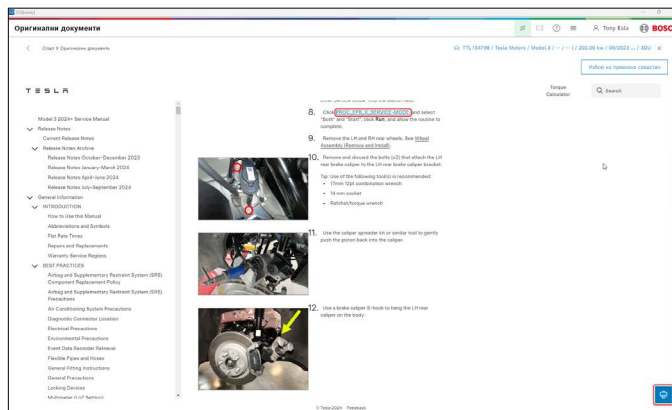 ESI[tronic]
Оригинални документи
Tony Esla
BOSC
Старт > Оригинални документи
TTL154798 / Tesla Motors / Model 3 / -- / -- ( / 202.00 kw / 09/2023 ... / 3DU
Избор на превозно средство
TESLA
Torque
Calculator
Search
Model 3 2024+ Service Manual
Release Notes
Current Release Notes
Release Notes Archive
Release Notes October-December 2023
Release Notes January-March 2024
Release Notes April-June 2024
Release Notes July-September 2024
General Information
INTRODUCTION
How to Use this Manual
Abbreviations and Symbols
Flat Rate Times
Repairs and Replacements
Warranty Service Regions
BEST PRACTICES
Airbag and Supplementary Restraint System (SRS)
Component Replacement Policy
Airbag and Supplementary Restraint System (SRS)
Precautions
Air Conditioning System Precautions
Diagnostic Connector Location
Electrical Precautions
Environmental Precautions
Event Data Recorder Retrieval
Flexible Pipes and Hoses
General Fitting Instructions
General Precautions
Locking Devices
Multimeter (LV Testing)
8. Click PROC_EPB_X_SERVICE-MODE and select
"Both" and "Start", click Run, and allow the routine to
complete.
9. Remove the LH and RH rear wheels. See Wheel
Assembly (Remove and Install).
10. Remove and discard the bolts (x2) that attach the LH
rear brake caliper to the LH rear brake caliper bracket.
Tip: Use of the following tool(s) is recommended:
• 17mm 12pt combination wrench
• 14 mm socket
• Ratchet/torque wrench
11. Use the caliper spreader kit or similar tool to gently
push the piston back into the caliper.
12. Use a brake caliper S-hook to hang the LH rear
caliper on the body.
© Tesla 2024 Feedback